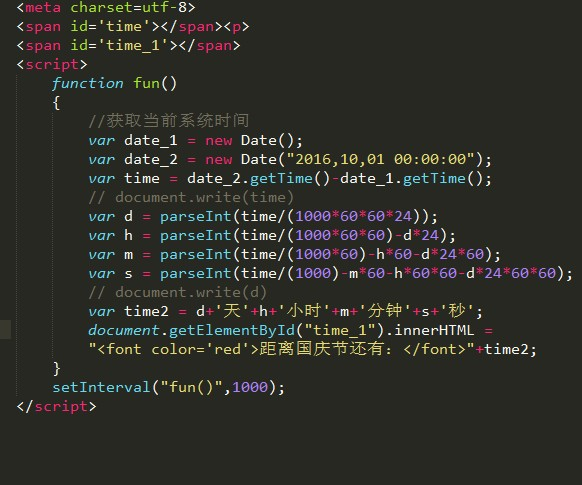 <meta charset=utf-8>
<span id='time'></span><p>
<span id='time_1'></span>
<script>
function fun()
{
//获取当前系统时间
var date_1 = new Date();
var date_2 = new Date("2016,10,01 00:00:00");
var time = date_2.getTime()-date_1.getTime();
// document.write(time)
var d = parseInt(time/(1000*60*60*24));
var h = parseInt(time/(1000*60*60)-d*24);
var m = parseInt(time/(1000*60)-h*60-d*24*60);
var s = parseInt(time/(1000)-m*60-h*60*60-d*24*60*60);
// document.write(d)
var time2 = d+'天'+h+'小时'+m+'分钟'+s+'秒';
document.getElementById("time_1").innerHTML =
"<font color='red'>距离国庆节还有：</font>"+time2;
}
setInterval("fun()",1000);
</script>